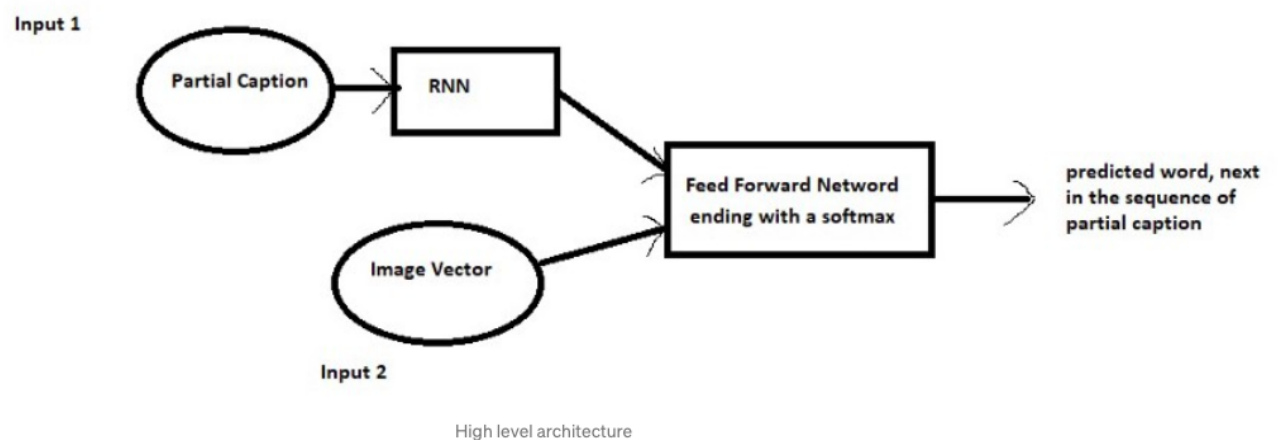 Input 1
Partial Caption
RNN
Feed Forward Netword
ending with a softmax
predicted word, next
in the sequence of
partial caption
Image Vector
Input 2
High level architecture